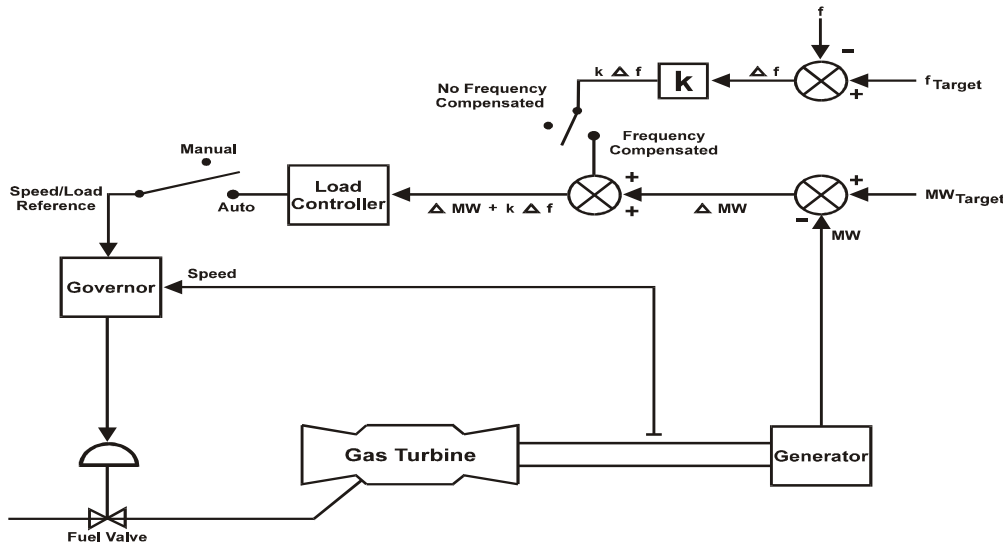 f
−
k Δ f
k
Δ f
f Target
+
No Frequency
Compensated
Frequency
Compensated
Manual
Speed/Load
Reference
Auto
Load
Controller
+
+
Δ MW + k Δ f
Δ MW
+
MW Target
−
MW
Governor
Speed
Gas Turbine
Generator
Fuel Valve